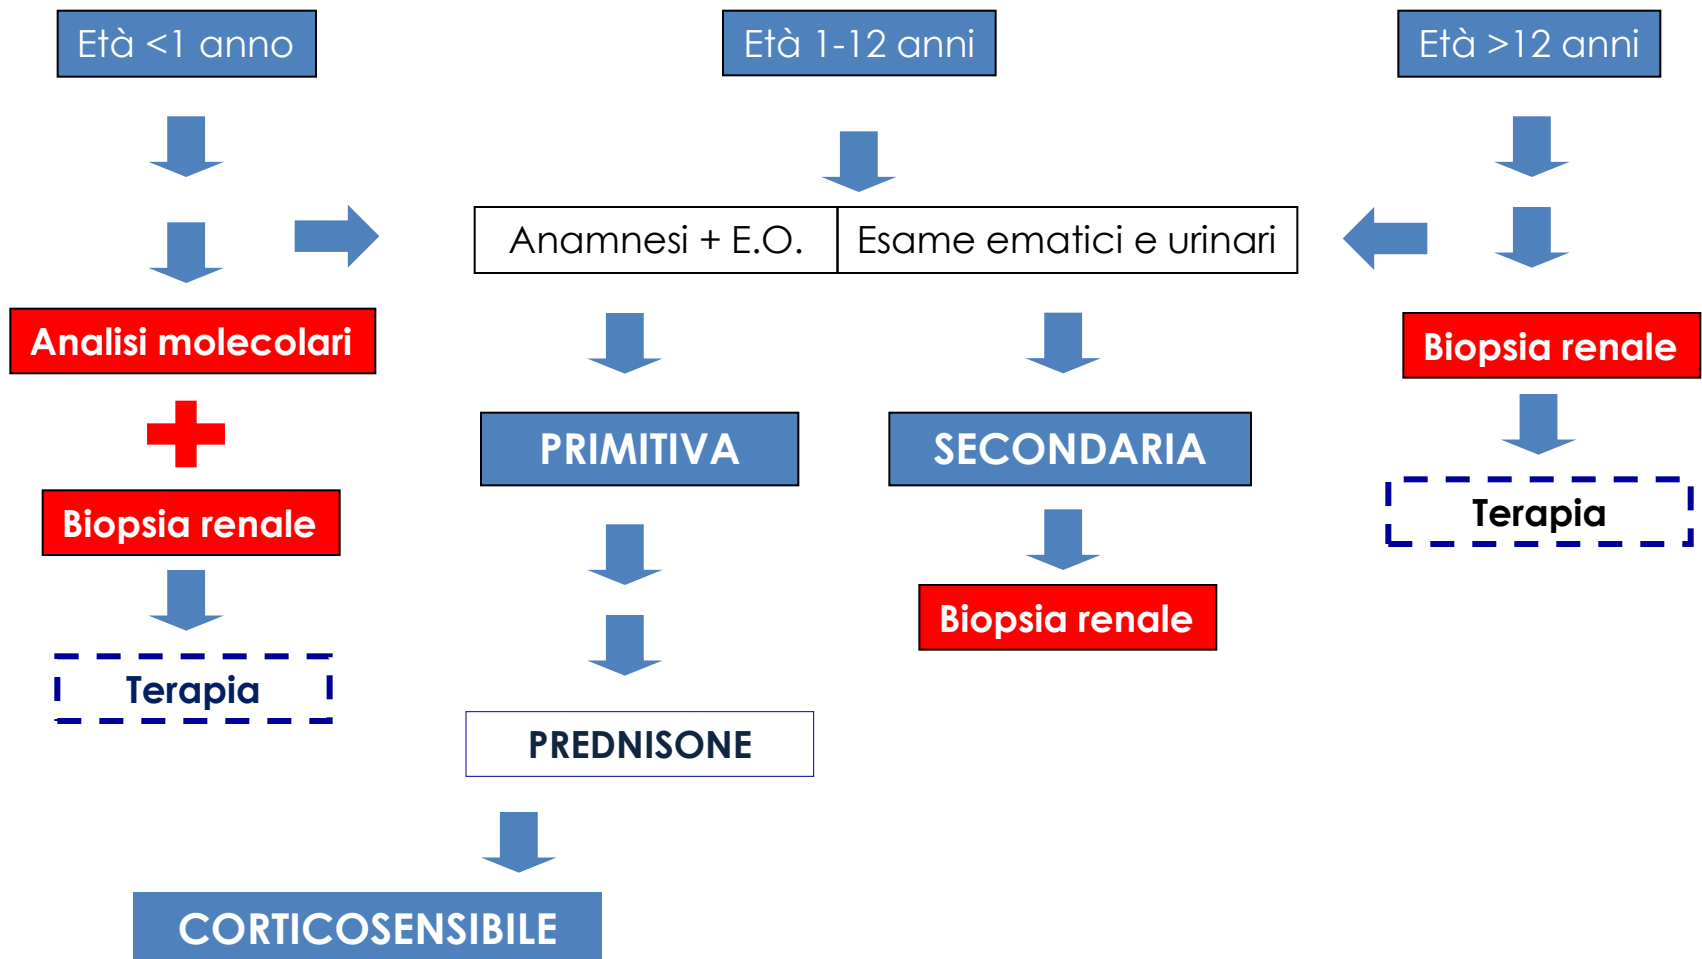 Età <1 anno
Età 1-12 anni
Età >12 anni
Anamnesi + E.O.
Esame ematici e urinari
Analisi molecolari
Biopsia renale
PRIMITIVA
SECONDARIA
Biopsia renale
Terapia
Biopsia renale
Terapia
PREDNISONE
CORTICOSENSIBILE